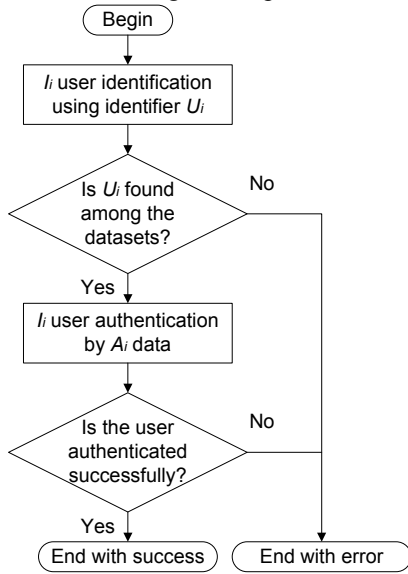 Begin
Ii user identification
using identifier Ui
Is Ui found
among the
datasets?
No
Yes
Ii user authentication
by Ai data
Is the user
authenticated
successfully?
No
Yes
End with success
End with error